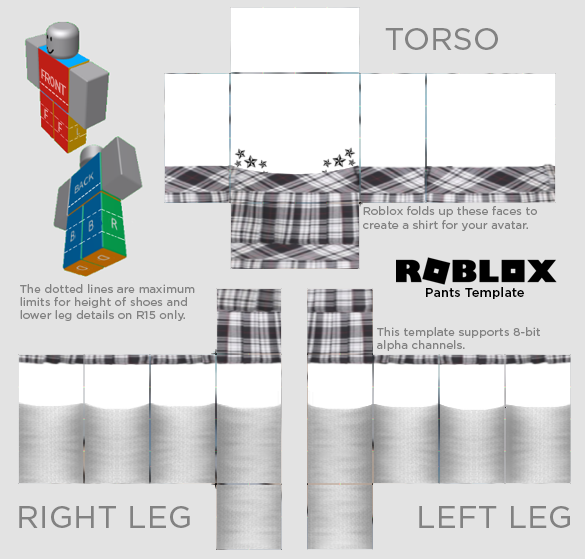 TORSO
FRONT
F F L
BACK
B B R
Roblox folds up these faces to
create a shirt for your avatar.
ROBLOX
Pants Template
The dotted lines are maximum
limits for height of shoes and
lower leg details on R15 only.
This template supports 8-bit
alpha channels.
RIGHT LEG
LEFT LEG